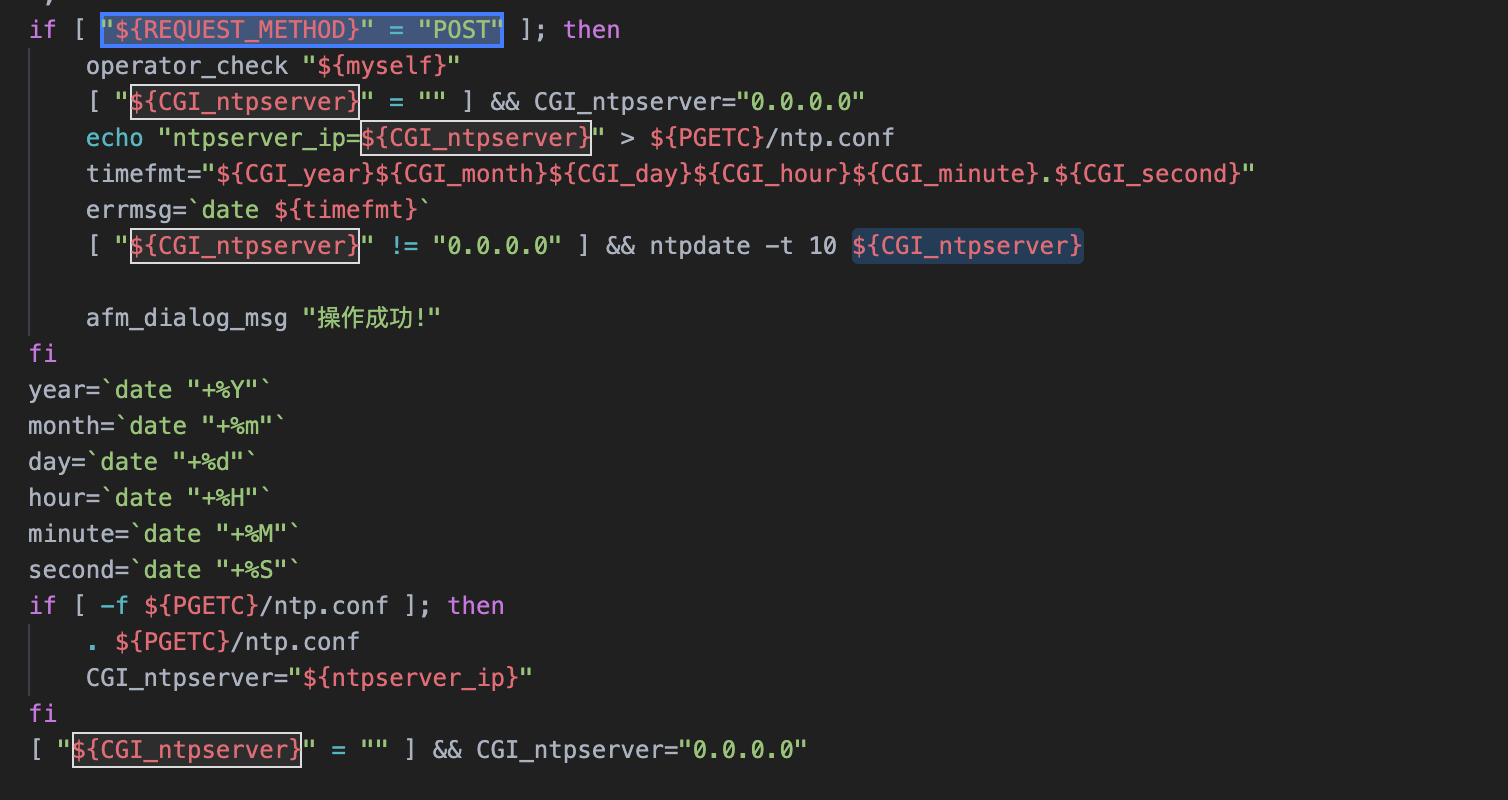 if [ "${REQUEST_METHOD}" = "POST" ]; then
operator_check "${myself}"
[ "${CGI_ntpserver}" = "" ] && CGI_ntpserver="0.0.0.0"
echo "ntpserver_ip=${CGI_ntpserver}" > ${PGETC}/ntp.conf
timefmt="${CGI_year}${CGI_month}${CGI_day}${CGI_hour}${CGI_minute}.${CGI_second}"
errmsg=`date ${timefmt}`
[ "${CGI_ntpserver}" != "0.0.0.0" ] && ntpdate -t 10 ${CGI_ntpserver}
afm_dialog_msg "操作成功!"
fi
year=`date "+%Y"`
month=`date "+%m"`
day=`date "+%d"`
hour=`date "+%H"`
minute=`date "+%M"`
second=`date "+%S"`
if [ -f ${PGETC}/ntp.conf ]; then
. ${PGETC}/ntp.conf
CGI_ntpserver="${ntpserver_ip}"
fi
[ "${CGI_ntpserver}" = "" ] && CGI_ntpserver="0.0.0.0"